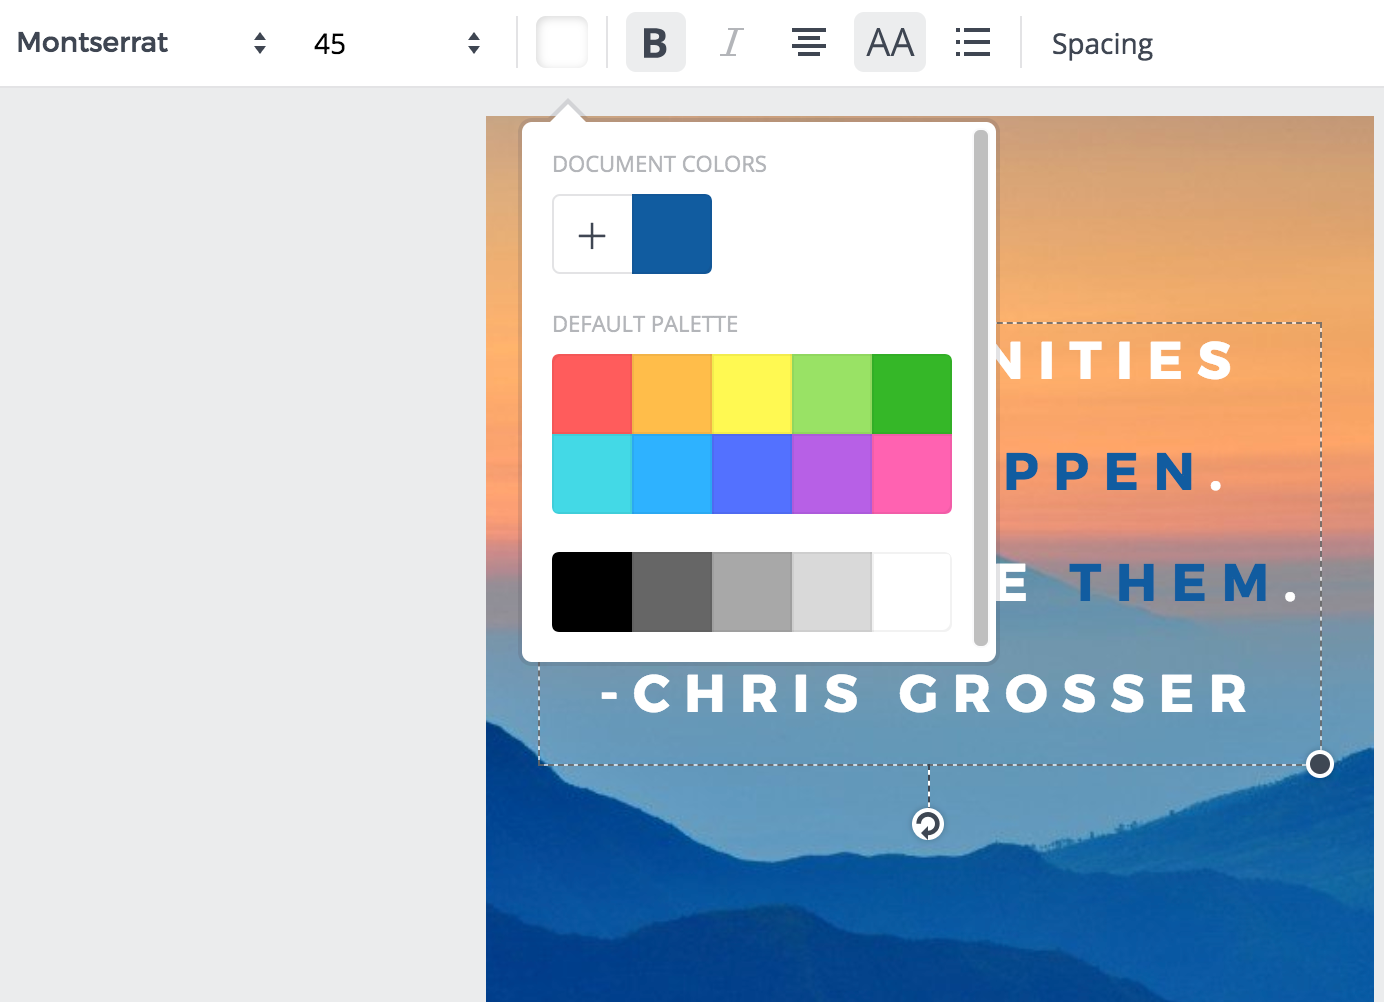 Montserrat 45 B I AA Spacing
DOCUMENT COLORS
DEFAULT PALETTE
NITIES
PPEN.
E THEM.
-CHRIS GROSSER